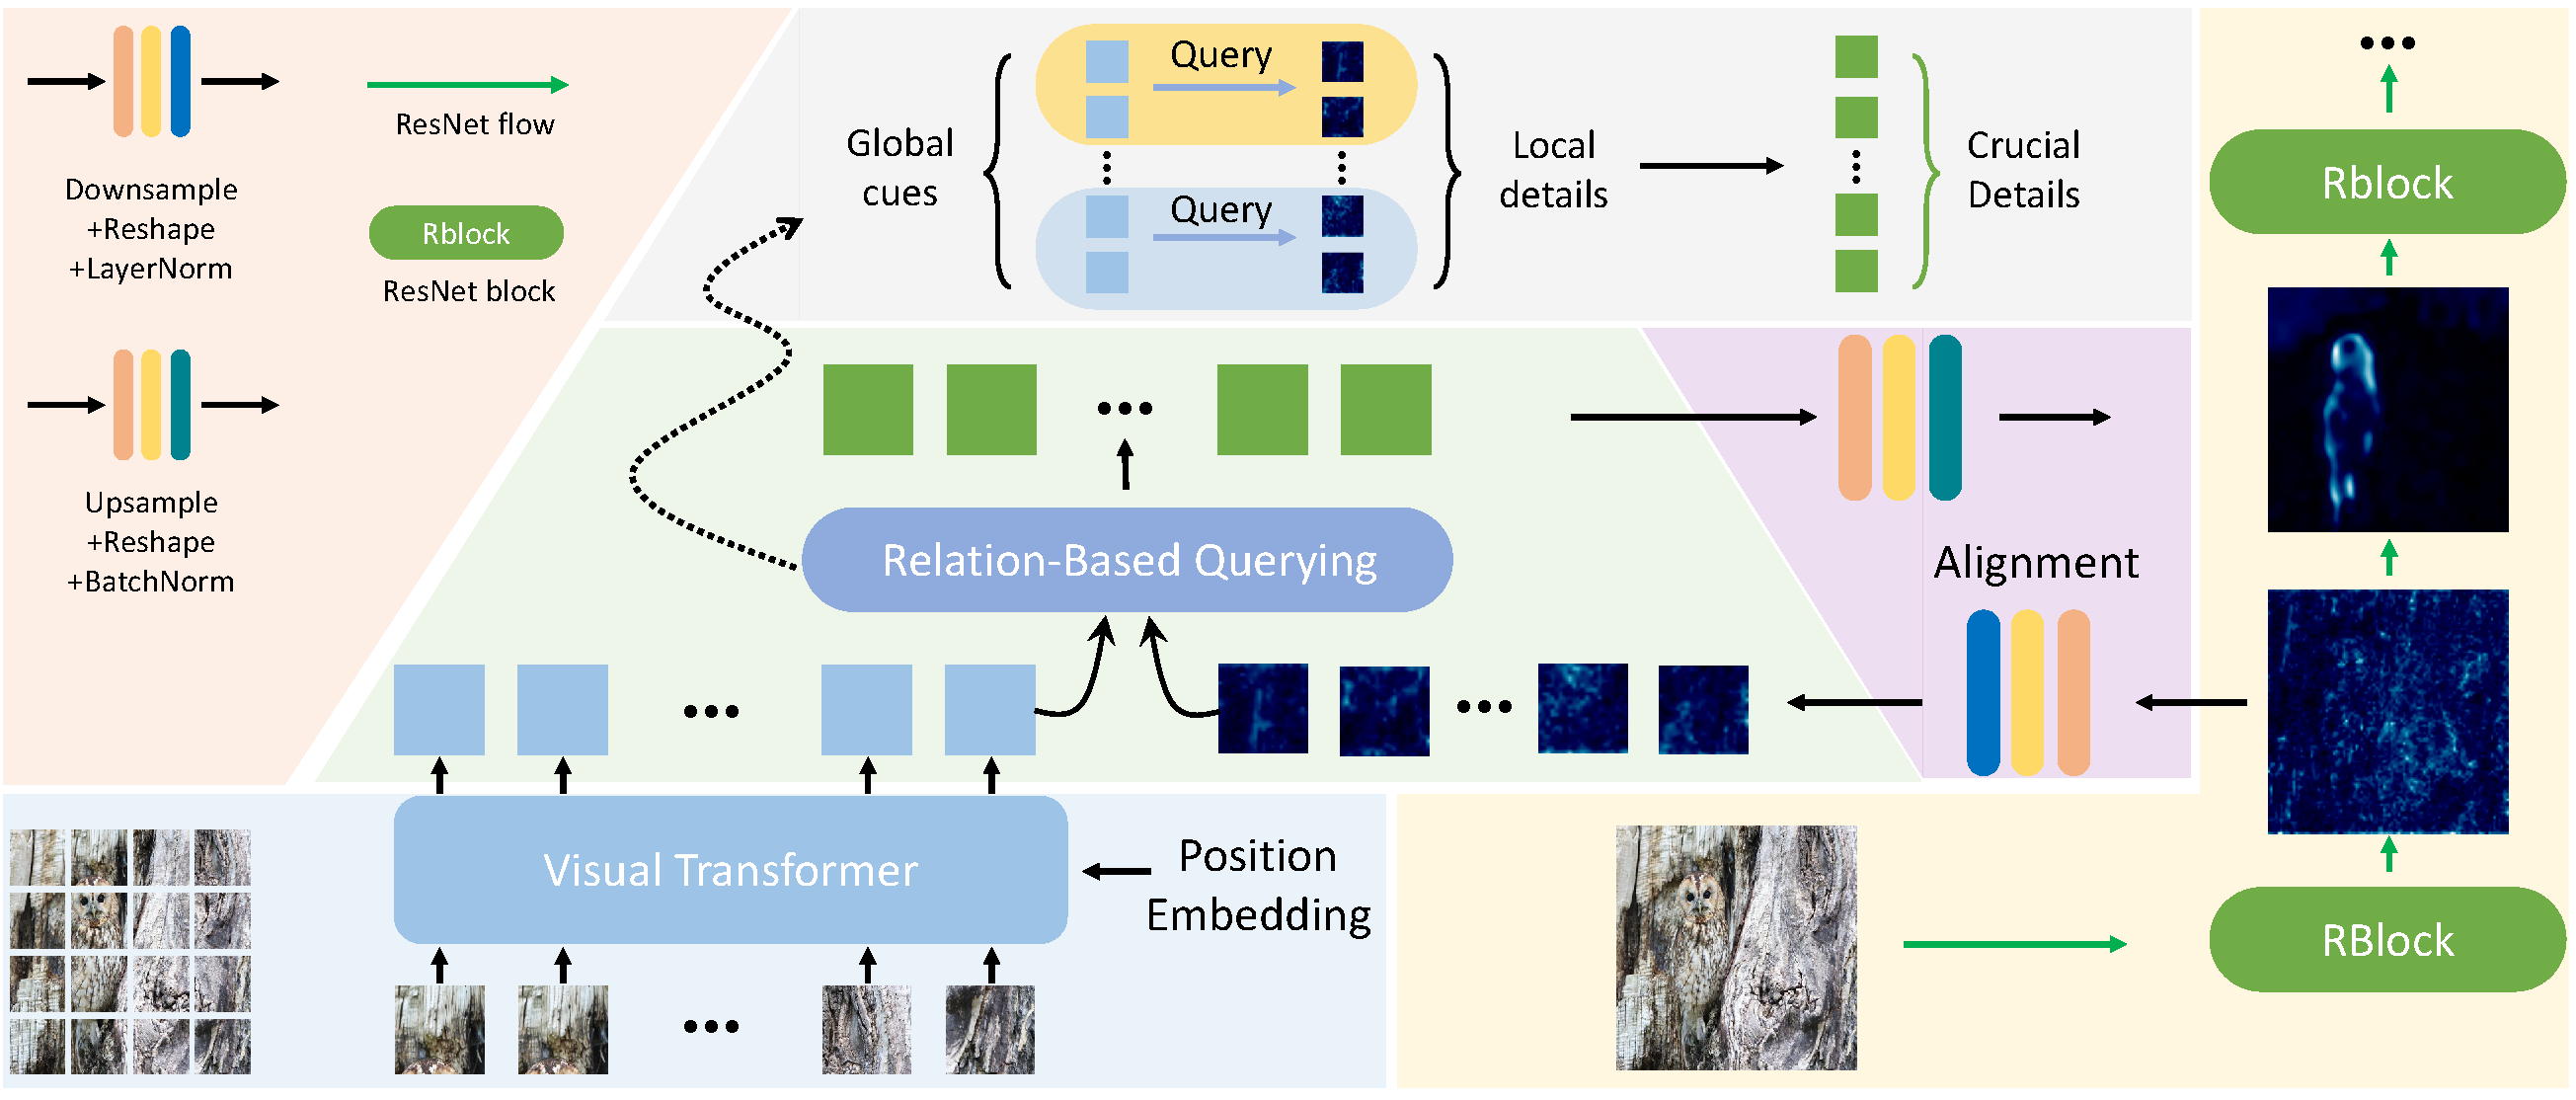 Downsample
+Reshape
+LayerNorm
ResNet flow
Rblock
ResNet block
Upsample
+Reshape
+BatchNorm
Global
cues
Query
Query
Local
details
Crucial
Details
Rblock
Relation-Based Querying
Alignment
Visual Transformer
Position
Embedding
RBlock